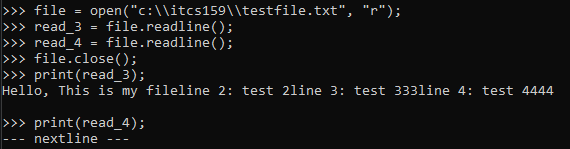 >>> file = open("c:\\itcs159\\testfile.txt", "r");
>>> read_3 = file.readline();
>>> read_4 = file.readline();
>>> file.close();
>>> print(read_3);
Hello, This is my fileline 2: test 2line 3: test 333line 4: test 4444
>>> print(read_4);
--- nextline ---